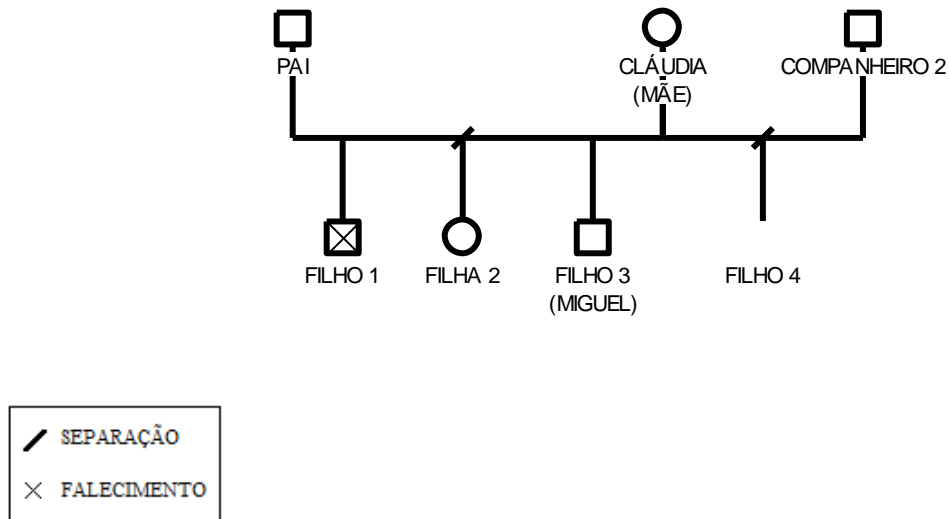 PAI
CLÁUDIA
(MÃE)
COMPANHEIRO 2
FILHO 1
FILHA 2
FILHO 3
(MIGUEL)
FILHO 4
SEPARAÇÃO
FALECIMENTO